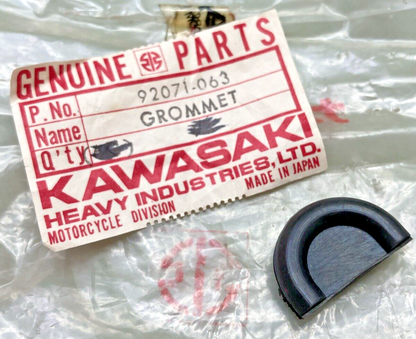 GENUINE PARTS
P.No. 92071-063
Name GROMMET
Q'ty
KAWASAKI
HEAVY INDUSTRIES, LTD.
MOTORCYCLE DIVISION MADE IN JAPAN